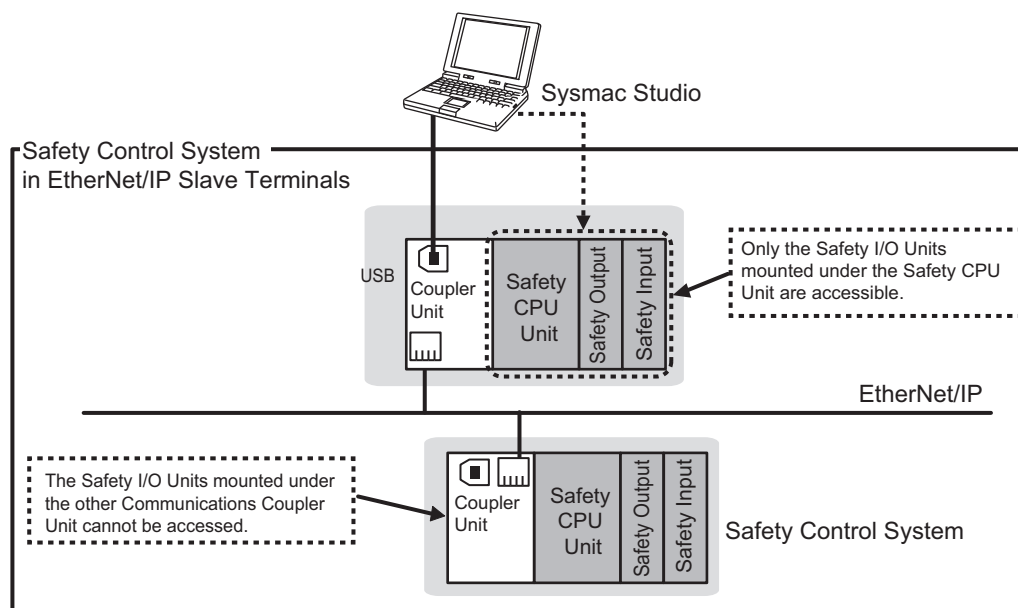 Sysmac Studio
Safety Control System
in EtherNet/IP Slave Terminals
USB
Coupler
Unit
Safety
CPU
Unit
Safety Output
Safety Input
Only the Safety I/O Units
mounted under the Safety CPU
Unit are accessible.
EtherNet/IP
The Safety I/O Units mounted under
the other Communications Coupler
Unit cannot be accessed.
Coupler
Unit
Safety
CPU
Unit
Safety Output
Safety Input
Safety Control System